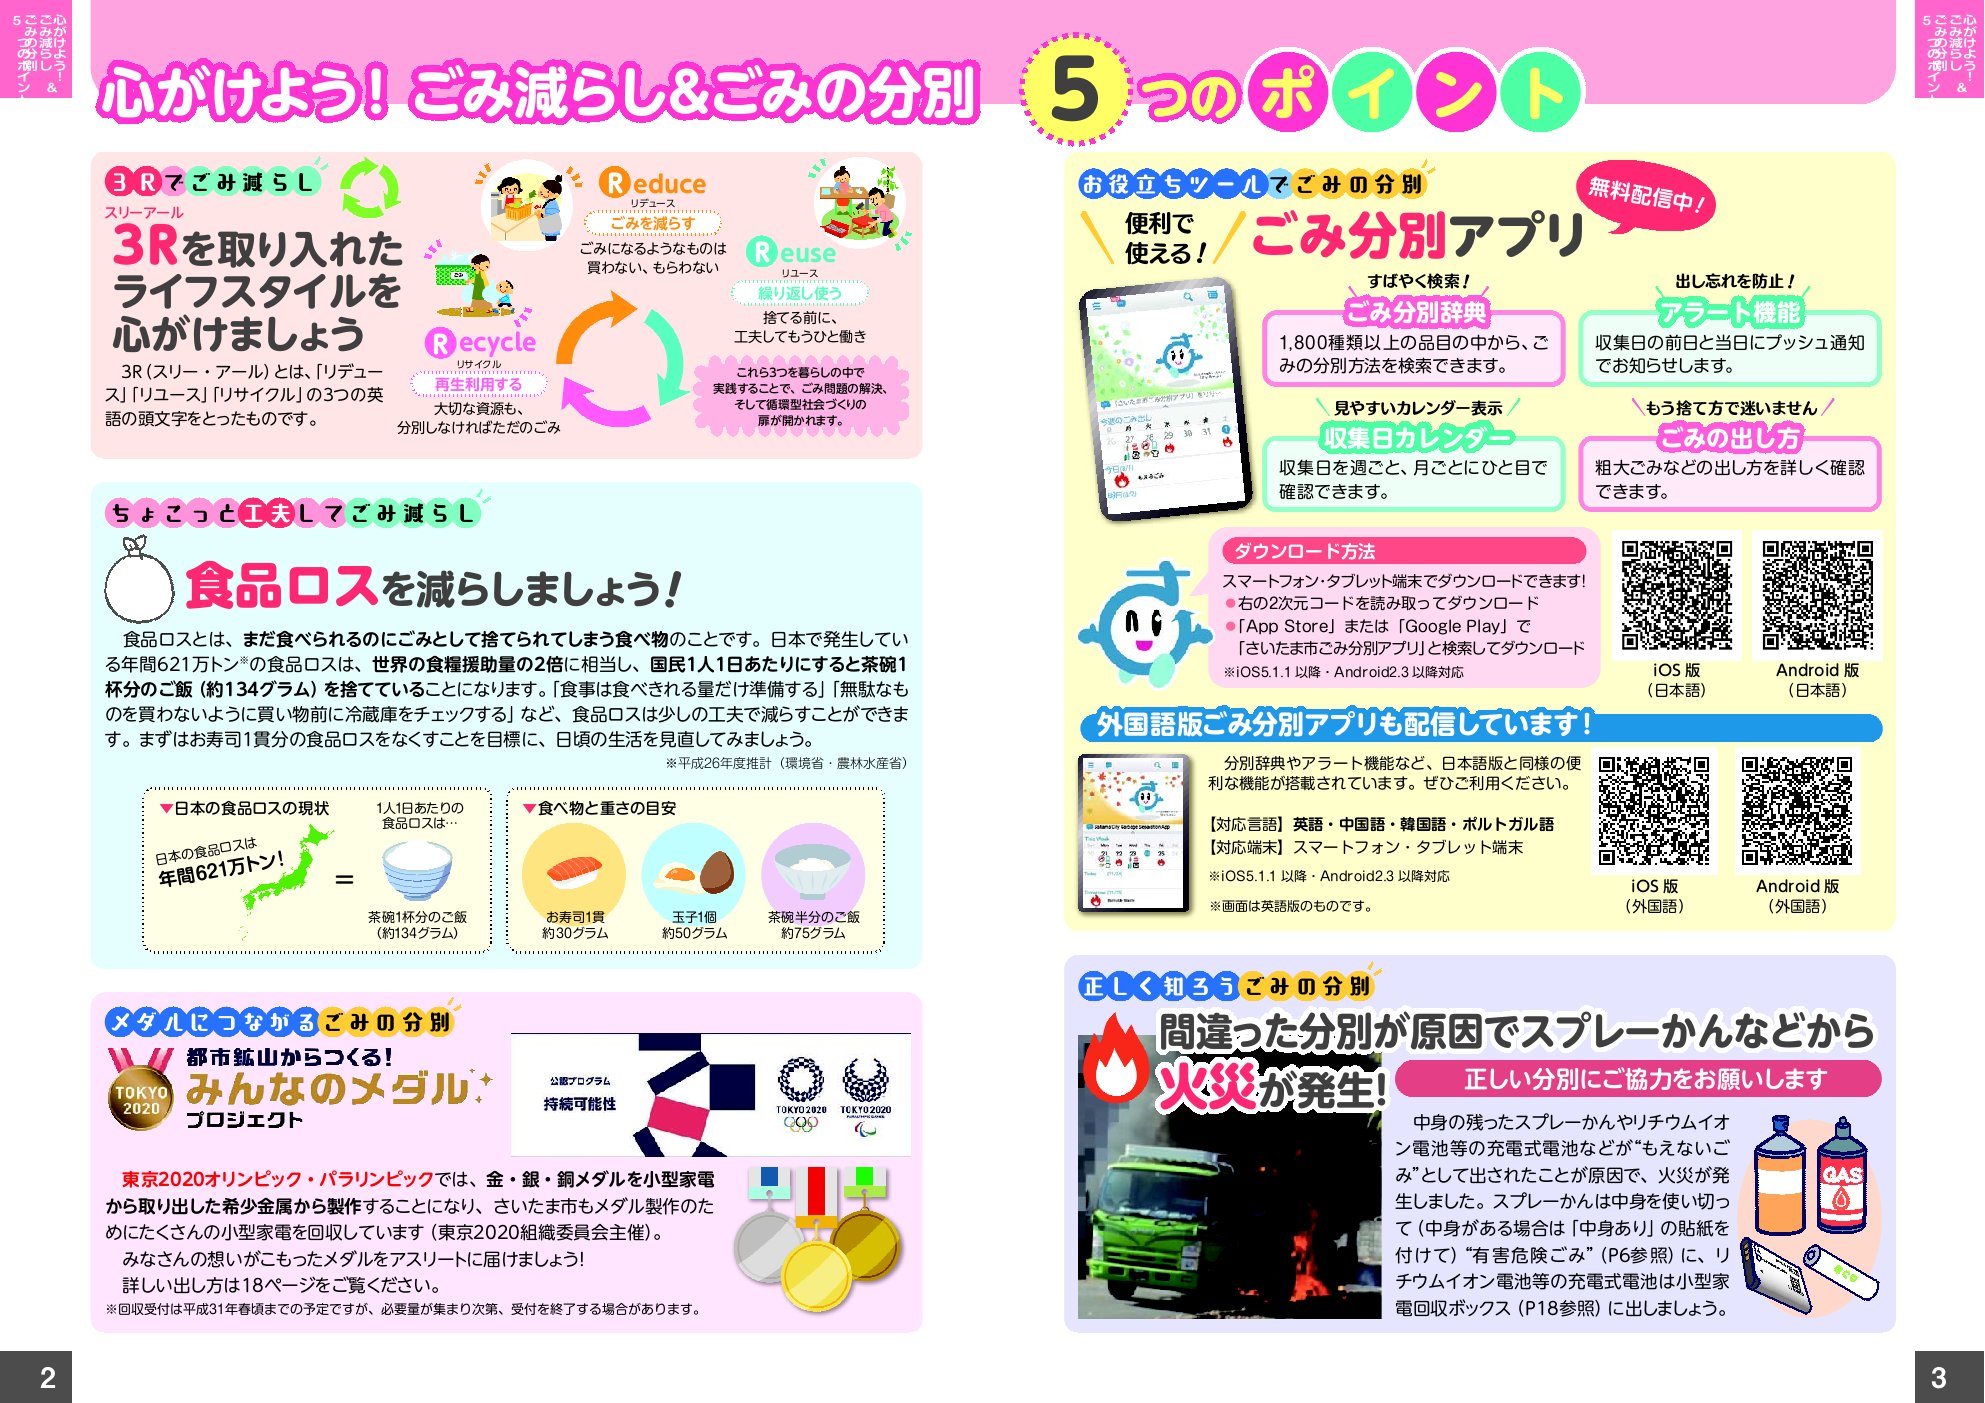 心がけよう！
ごみ減らし＆
ごみの分別
5つのポイント
心がけよう！ごみ減らし&ごみの分別 5つのポイント
3Rでごみ減らし
スリーアール
3Rを取り入れた
ライフスタイルを
心がけましょう
3R（スリー・アール）とは、「リデュー
ス」「リユース」「リサイクル」の3つの英
語の頭文字をとったものです。
Reduce
リデュース
ごみを減らす
ごみになるようなものは
買わない、もらわない
Reuse
リユース
繰り返し使う
捨てる前に、
工夫してもうひと働き
Recycle
リサイクル
再生利用する
大切な資源も、
分別しなければただのごみ
これら3つを暮らしの中で
実践することで、ごみ問題の解決、
そして循環型社会づくりの
扉が開かれます。
ちょこっと工夫してごみ減らし
食品ロスを減らしましょう！
食品ロスとは、まだ食べられるのにごみとして捨てられてしまう食べ物のことです。日本で発生してい
る年間621万トン※の食品ロスは、世界の食糧援助量の2倍に相当し、国民1人1日あたりにすると茶碗1
杯分のご飯（約134グラム）を捨てていることになります。「食事は食べきれる量だけ準備する」「無駄なも
のを買わないように買い物前に冷蔵庫をチェックする」など、食品ロスは少しの工夫で減らすことができま
す。まずはお寿司1貫分の食品ロスをなくすことを目標に、日頃の生活を見直してみましょう。
※平成26年度推計（環境省・農林水産省）
▼日本の食品ロスの現状
日本の食品ロスは
年間621万トン！
＝
1人1日あたりの
食品ロスは…
茶碗1杯分のご飯
（約134グラム）
▼食べ物と重さの目安
お寿司1貫
約30グラム
玉子1個
約50グラム
茶碗半分のご飯
約75グラム
メダルにつながるごみの分別
TOKYO
2020
都市鉱山からつくる！
みんなのメダル
プロジェクト
公認プログラム
持続可能性
TOKYO 2020
TOKYO 2020
東京2020オリンピック・パラリンピックでは、金・銀・銅メダルを小型家電
から取り出した希少金属から製作することになり、さいたま市もメダル製作のた
めにたくさんの小型家電を回収しています（東京2020組織委員会主催）。
みなさんの想いがこもったメダルをアスリートに届けましょう！
詳しい出し方は18ページをご覧ください。
※回収受付は平成31年春頃までの予定ですが、必要量が集まり次第、受付を終了する場合があります。
2
心がけよう！
ごみ減らし＆
ごみの分別
5つのポイント
お役立ちツールでごみの分別
便利で
使える！
ごみ分別アプリ
無料配信中！
すばやく検索！
ごみ分別辞典
1,800種類以上の品目の中から、ご
みの分別方法を検索できます。
出し忘れを防止！
アラート機能
収集日の前日と当日にプッシュ通知
でお知らせします。
見やすいカレンダー表示
収集日カレンダー
収集日を週ごと、月ごとにひと目で
確認できます。
もう捨て方で迷いません
ごみの出し方
粗大ごみなどの出し方を詳しく確認
できます。
ダウンロード方法
スマートフォン・タブレット端末でダウンロードできます！
●右の2次元コードを読み取ってダウンロード
●「App Store」または「Google Play」で
「さいたま市ごみ分別アプリ」と検索してダウンロード
※iOS5.1.1以降・Android2.3以降対応
iOS 版
（日本語）
Android 版
（日本語）
外国語版ごみ分別アプリも配信しています！
分別辞典やアラート機能など、日本語版と同様の便
利な機能が搭載されています。ぜひご利用ください。
【対応言語】英語・中国語・韓国語・ポルトガル語
【対応端末】スマートフォン・タブレット端末
※iOS5.1.1以降・Android2.3以降対応
※画面は英語版のものです。
iOS 版
（外国語）
Android 版
（外国語）
正しく知ろうごみの分別
間違った分別が原因でスプレーかんなどから
火災が発生！
正しい分別にご協力をお願いします
中身の残ったスプレーかんやリチウムイオ
ン電池等の充電式電池などが“もえないご
み”として出されたことが原因で、火災が発
生しました。スプレーかんは中身を使い切っ
て（中身がある場合は「中身あり」の貼紙を
付けて）“有害危険ごみ”（P6参照）に、リ
チウムイオン電池等の充電式電池は小型家
電回収ボックス（P18参照）に出しましょう。
GAS
3